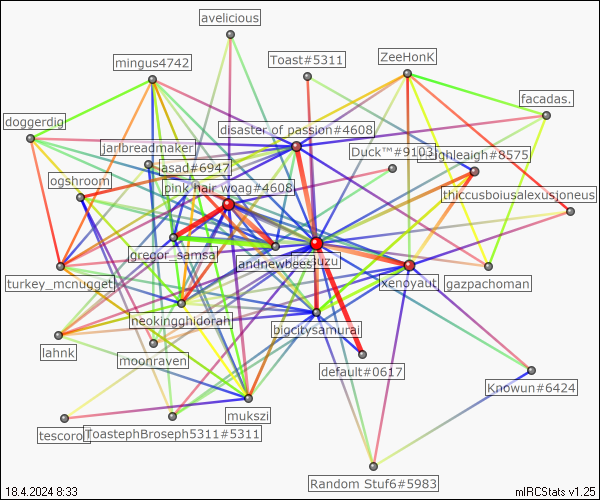 avelicious
Toast#5311
ZeeHonK
mingus4742
facadas.
doggerdig
disaster of passion#4608
jarlbreadmaker
Duck™#9103
#8575
asad#6947
ogshroom
pink hair woag#4608
thiccusboiusalexusjoneus
gregor_samsa
andnewbees
turkey_mcnugget
xenoyaut
gazpachoman
neokingghidorah
bigcitysamurai
lahnk
moonraven
default#0617
Knowun#6424
mukszi
tescoro
ToastephBroseph5311#5311
Random Stuf6#5983
18.4.2024 8:33
mIRCStats v1.25